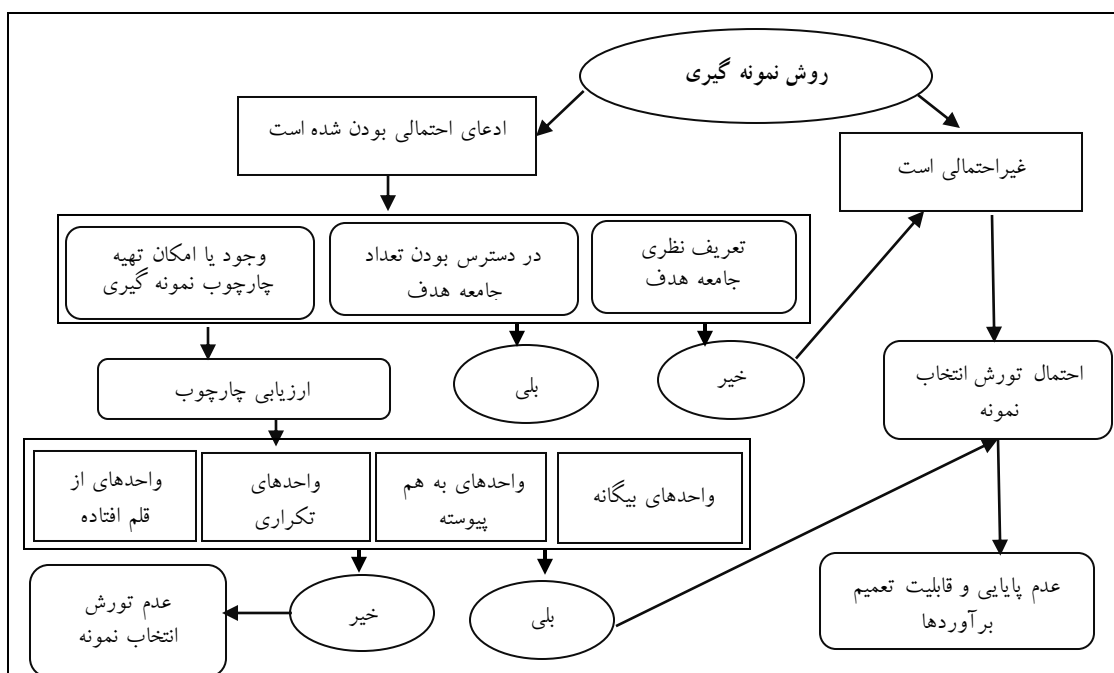 روش نمونه گیری
ادعای احتمالی بودن شده است
غیراحتمالی است
تعریف نظری
جامعه هدف
در دسترس بودن تعداد
جامعه هدف
وجود یا امکان تهیه
چارچوب نمونه گیری
خیر
بلی
ارزیابی چارچوب
احتمال تورش انتخاب
نمونه
واحدهای بیگانه
واحدهای به هم
پیوسته
واحدهای
تکراری
واحدهای از
قلم افتاده
عدم پایایی و قابلیت تعمیم
برآوردها
بلی
خیر
عدم تورش
انتخاب نمونه